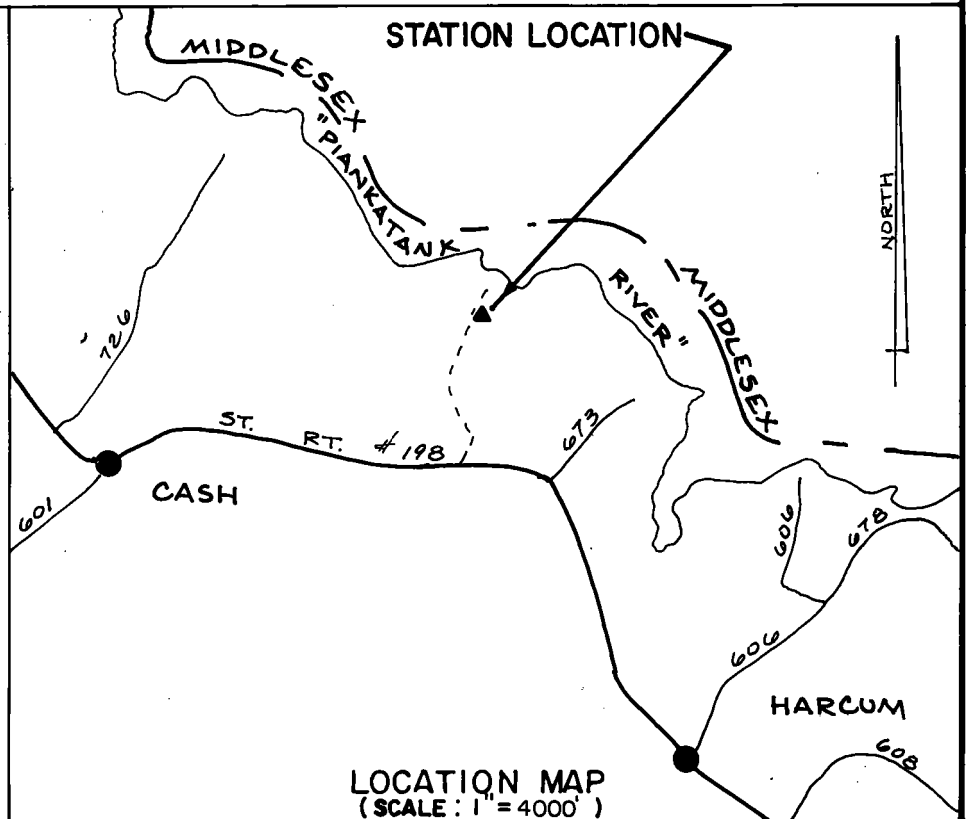 STATION LOCATION
MIDDLESEX
"PIANKATANK
RIVER"
MIDDLESEX
NORTH
726
ST. RT. # 198
673
CASH
601
606
678
606
HARCUM
608
LOCATION MAP
(SCALE: 1" = 4000')